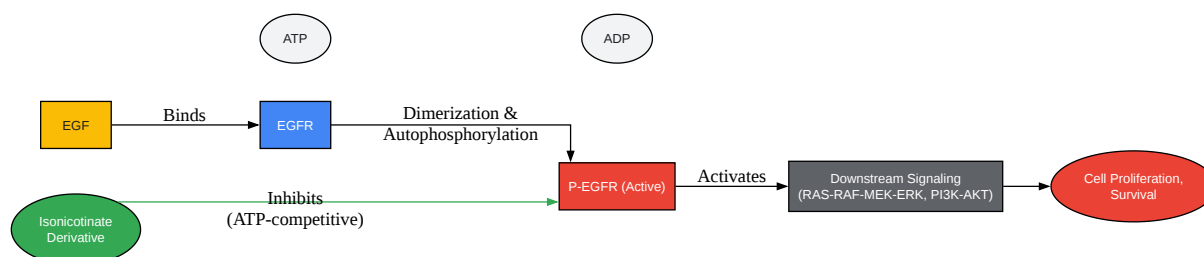 ATP
ADP
EGF
Binds
EGFR
Dimerization &
Autophosphorylation
P-EGFR (Active)
Activates
Downstream Signaling
(RAS-RAF-MEK-ERK, PI3K-AKT)
Cell Proliferation,
Survival
Isonicotinate
Derivative
Inhibits
(ATP-competitive)